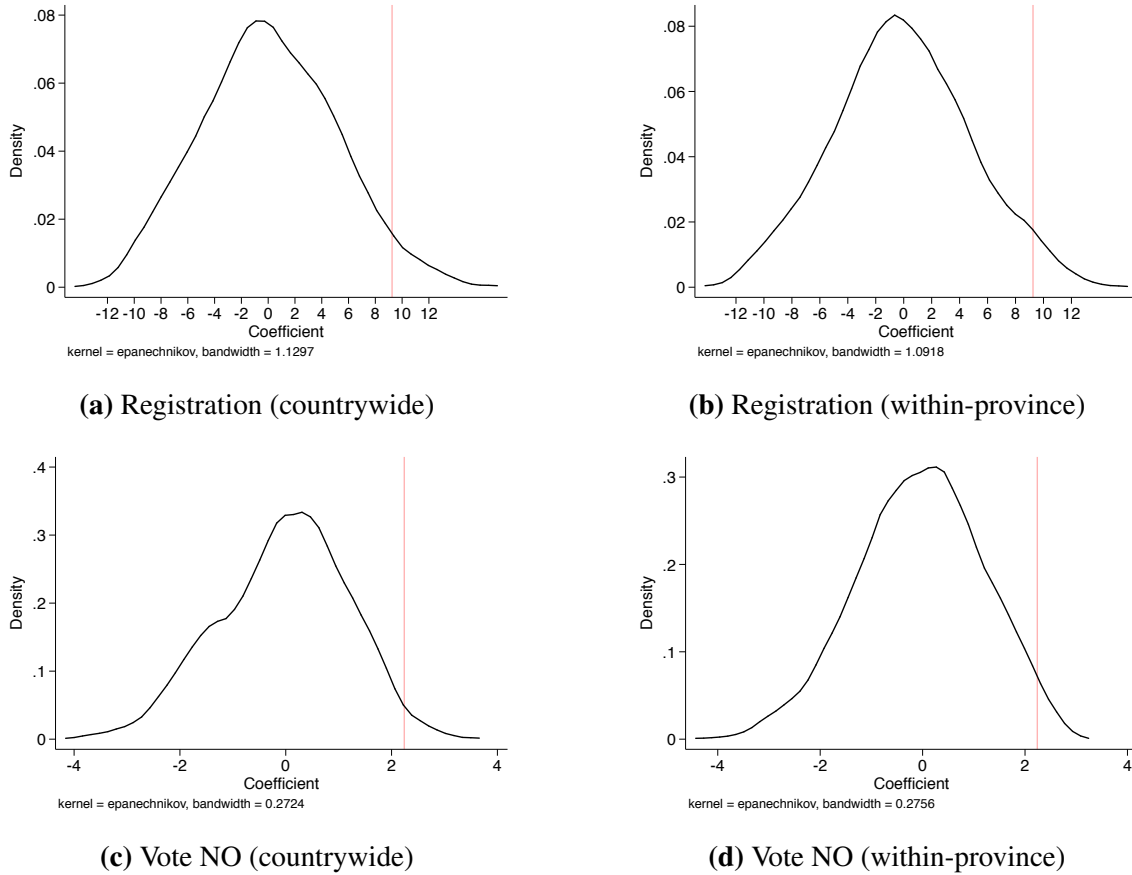 .08
.06
.04
.02
0
Density
-12 -10 -8 -6 -4 -2 0 2 4 6 8 10 12
Coefficient
kernel = epanechnikov, bandwidth = 1.1297
(a) Registration (countrywide)
.08
.06
.04
.02
0
Density
-12 -10 -8 -6 -4 -2 0 2 4 6 8 10 12
Coefficient
kernel = epanechnikov, bandwidth = 1.0918
(b) Registration (within-province)
.4
.3
.2
.1
0
Density
-4 -2 0 2 4
Coefficient
kernel = epanechnikov, bandwidth = 0.2724
(c) Vote NO (countrywide)
.3
.2
.1
0
Density
-4 -2 0 2 4
Coefficient
kernel = epanechnikov, bandwidth = 0.2756
(d) Vote NO (within-province)